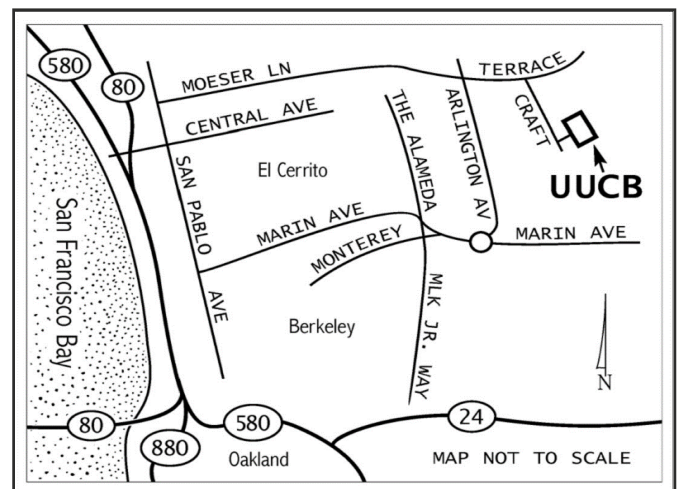 580
80
MOESER LN
TERRACE
CENTRAL AVE
THE ALAMEDA
ARLINGTON AV
CRAFT
UUCB
El Cerrito
SAN PABLO
AVE
MARIN AVE
MONTEREY
MARIN AVE
San Francisco Bay
Berkeley
MLK JR. WAY
N
80
880
580
24
Oakland
MAP NOT TO SCALE